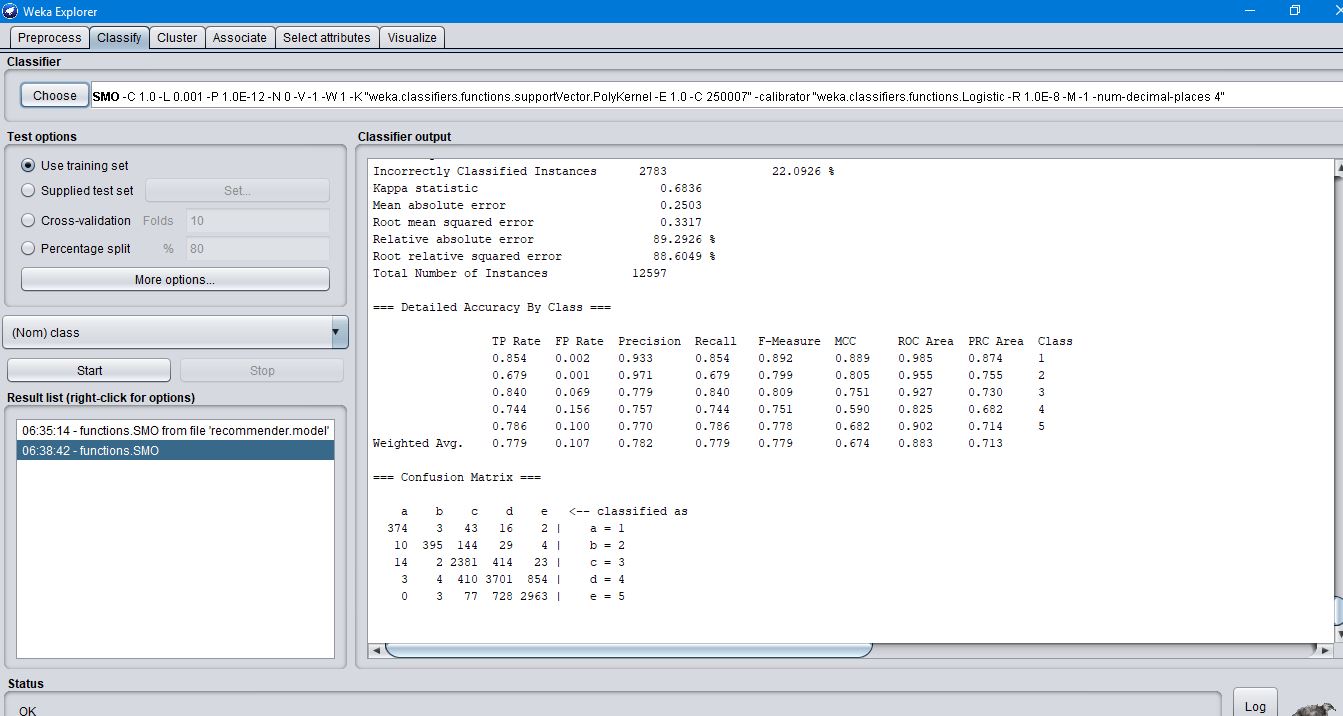 Weka Explorer
Preprocess Classify Cluster Associate Select attributes Visualize
Classifier
Choose SMO -C 1.0 -L 0.001 -P 1.0E-12 -N 0 -V -1 -W 1 -K "weka.classifiers.functions.supportVector.PolyKernel -E 1.0 -C 250007" -calibrator "weka.classifiers.functions.Logistic -R 1.0E-8 -M -1 -num-decimal-places 4"
Test options
Use training set
Supplied test set Set...
Cross-validation Folds 10
Percentage split % 80
More options...
(Nom) class
Start Stop
Result list (right-click for options)
06:35:14 - functions.SMO from file 'recommender.model'
06:38:42 - functions.SMO
Classifier output
Incorrectly Classified Instances 2783 22.0926 %
Kappa statistic 0.6836
Mean absolute error 0.2503
Root mean squared error 0.3317
Relative absolute error 89.2926 %
Root relative squared error 88.6049 %
Total Number of Instances 12597
=== Detailed Accuracy By Class ===
TP Rate FP Rate Precision Recall F-Measure MCC ROC Area PRC Area Class
0.854 0.002 0.933 0.854 0.892 0.889 0.985 0.874 1
0.679 0.001 0.971 0.679 0.799 0.805 0.955 0.755 2
0.840 0.069 0.779 0.840 0.809 0.751 0.927 0.730 3
0.744 0.156 0.757 0.744 0.751 0.590 0.825 0.682 4
0.786 0.100 0.770 0.786 0.778 0.682 0.902 0.714 5
Weighted Avg. 0.779 0.107 0.782 0.779 0.779 0.674 0.883 0.713
=== Confusion Matrix ===
a b c d e <-- classified as
374 3 43 16 2 | a = 1
10 395 144 29 4 | b = 2
14 2 2381 414 23 | c = 3
3 4 410 3701 854 | d = 4
0 3 77 728 2963 | e = 5
Status
OK
Log